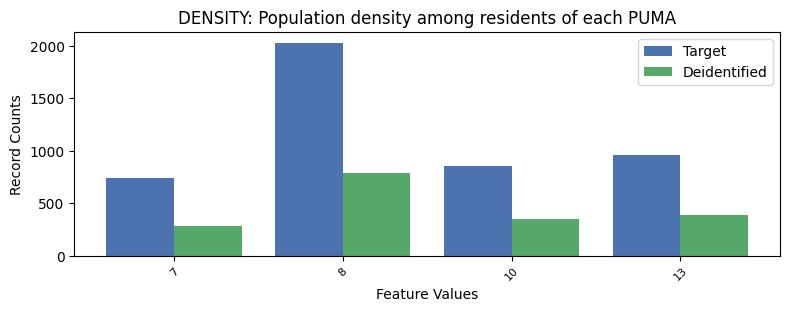 DENSITY: Population density among residents of each PUMA
Target
Deidentified
Record Counts
2000
1500
1000
500
0
7
8
10
13
Feature Values